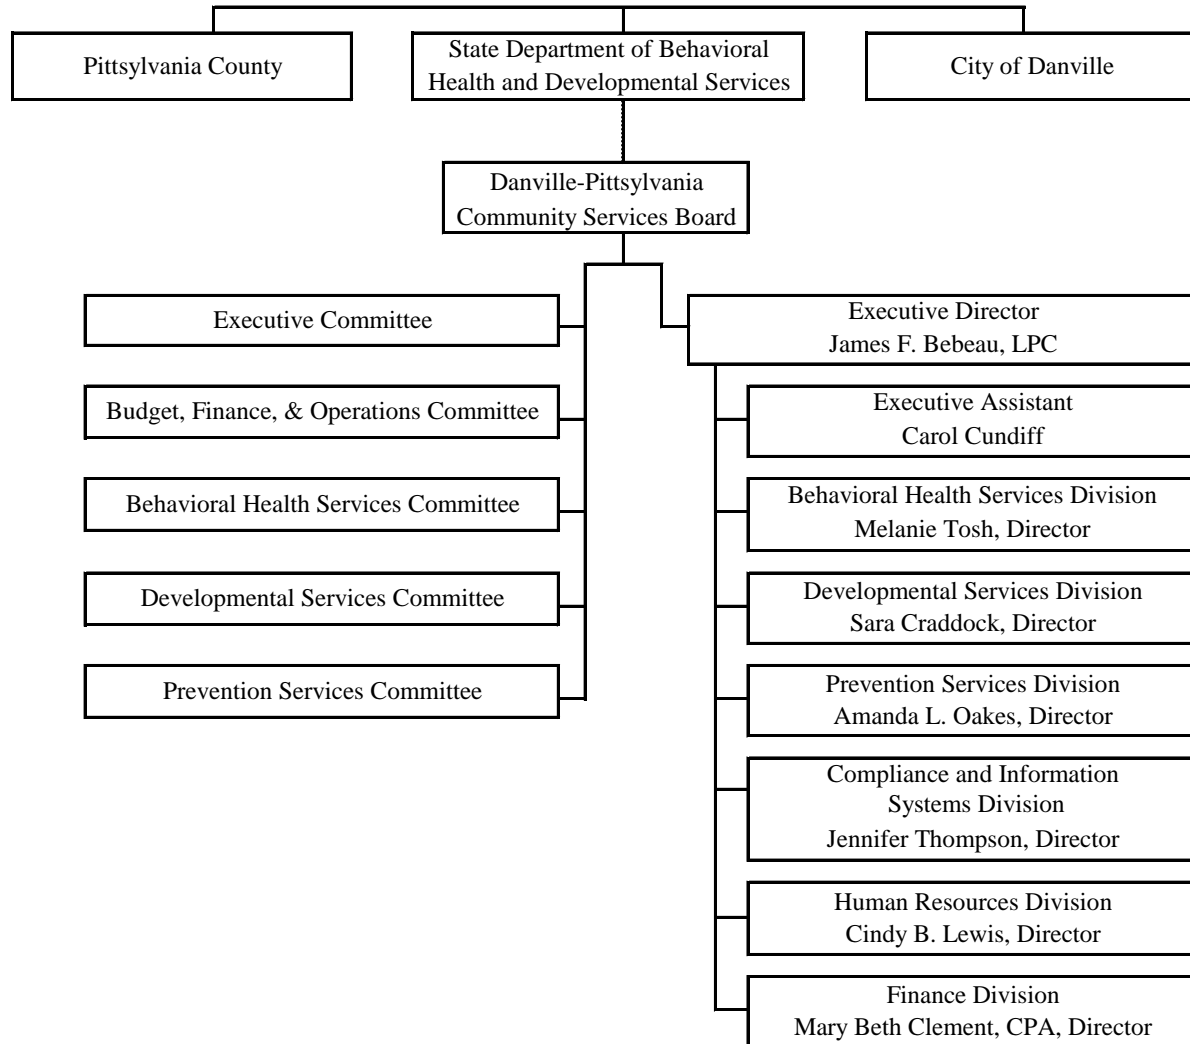 Pittsylvania County
State Department of Behavioral
Health and Developmental Services
City of Danville
Danville-Pittsylvania
Community Services Board
Executive Committee
Budget, Finance, & Operations Committee
Behavioral Health Services Committee
Developmental Services Committee
Prevention Services Committee
Executive Director
James F. Bebeau, LPC
Executive Assistant
Carol Cundiff
Behavioral Health Services Division
Melanie Tosh, Director
Developmental Services Division
Sara Craddock, Director
Prevention Services Division
Amanda L. Oakes, Director
Compliance and Information
Systems Division
Jennifer Thompson, Director
Human Resources Division
Cindy B. Lewis, Director
Finance Division
Mary Beth Clement, CPA, Director